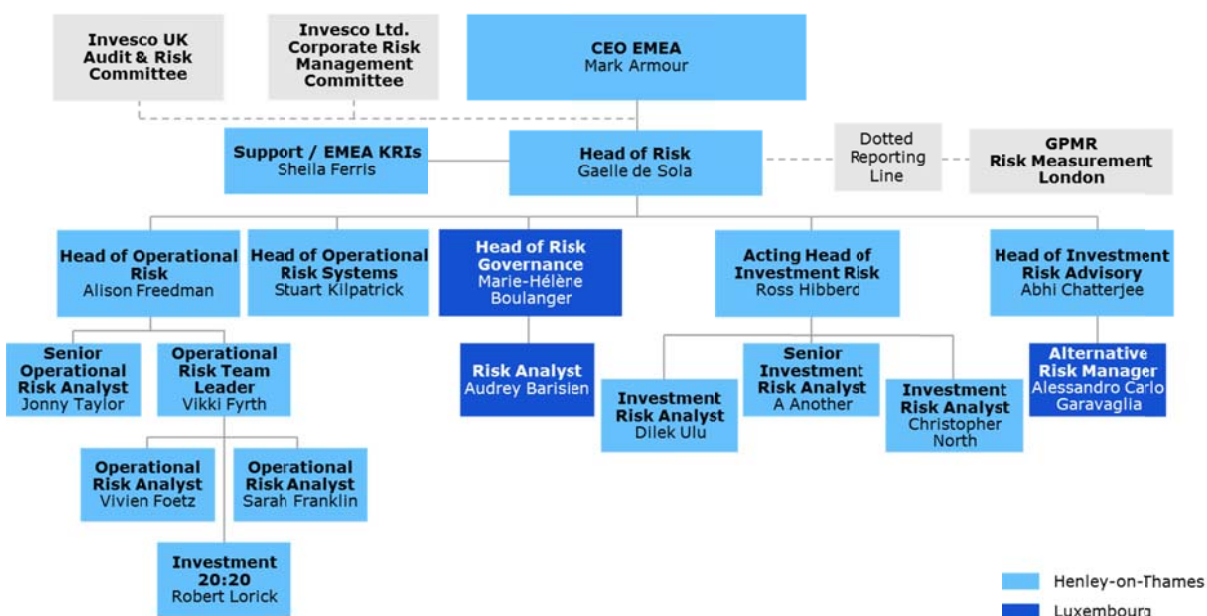 Invesco UK
Audit & Risk
Committee
Invesco Ltd.
Corporate Risk
Management
Committee
CEO EMEA
Mark Armour
Support / EMEA KRIs
Sheila Ferris
Head of Risk
Gaelle de Sola
Dotted
Reporting
Line
GPMR
Risk Measurement
London
Head of Operational
Risk
Alison Freedman
Head of Operational
Risk Systems
Stuart Kilpatrick
Head of Risk
Governance
Marie-Hélène
Boulanger
Acting Head of
Investment Risk
Ross Hibberd
Head of Investment
Risk Advisory
Abhi Chatterjee
Senior
Operational
Risk Analyst
Jonny Taylor
Operational
Risk Team
Leader
Vikki Fyrth
Risk Analyst
Audrey Barisien
Investment
Risk Analyst
Dilek Ulu
Senior
Investment
Risk Analyst
A Another
Investment
Risk Analyst
Christopher
North
Alternative
Risk Manager
Alessandro Carlo
Garavaglia
Operational
Risk Analyst
Vivien Foetz
Operational
Risk Analyst
Sarah Franklin
Investment
20:20
Robert Lorick
Henley-on-Thames
Luxembourg